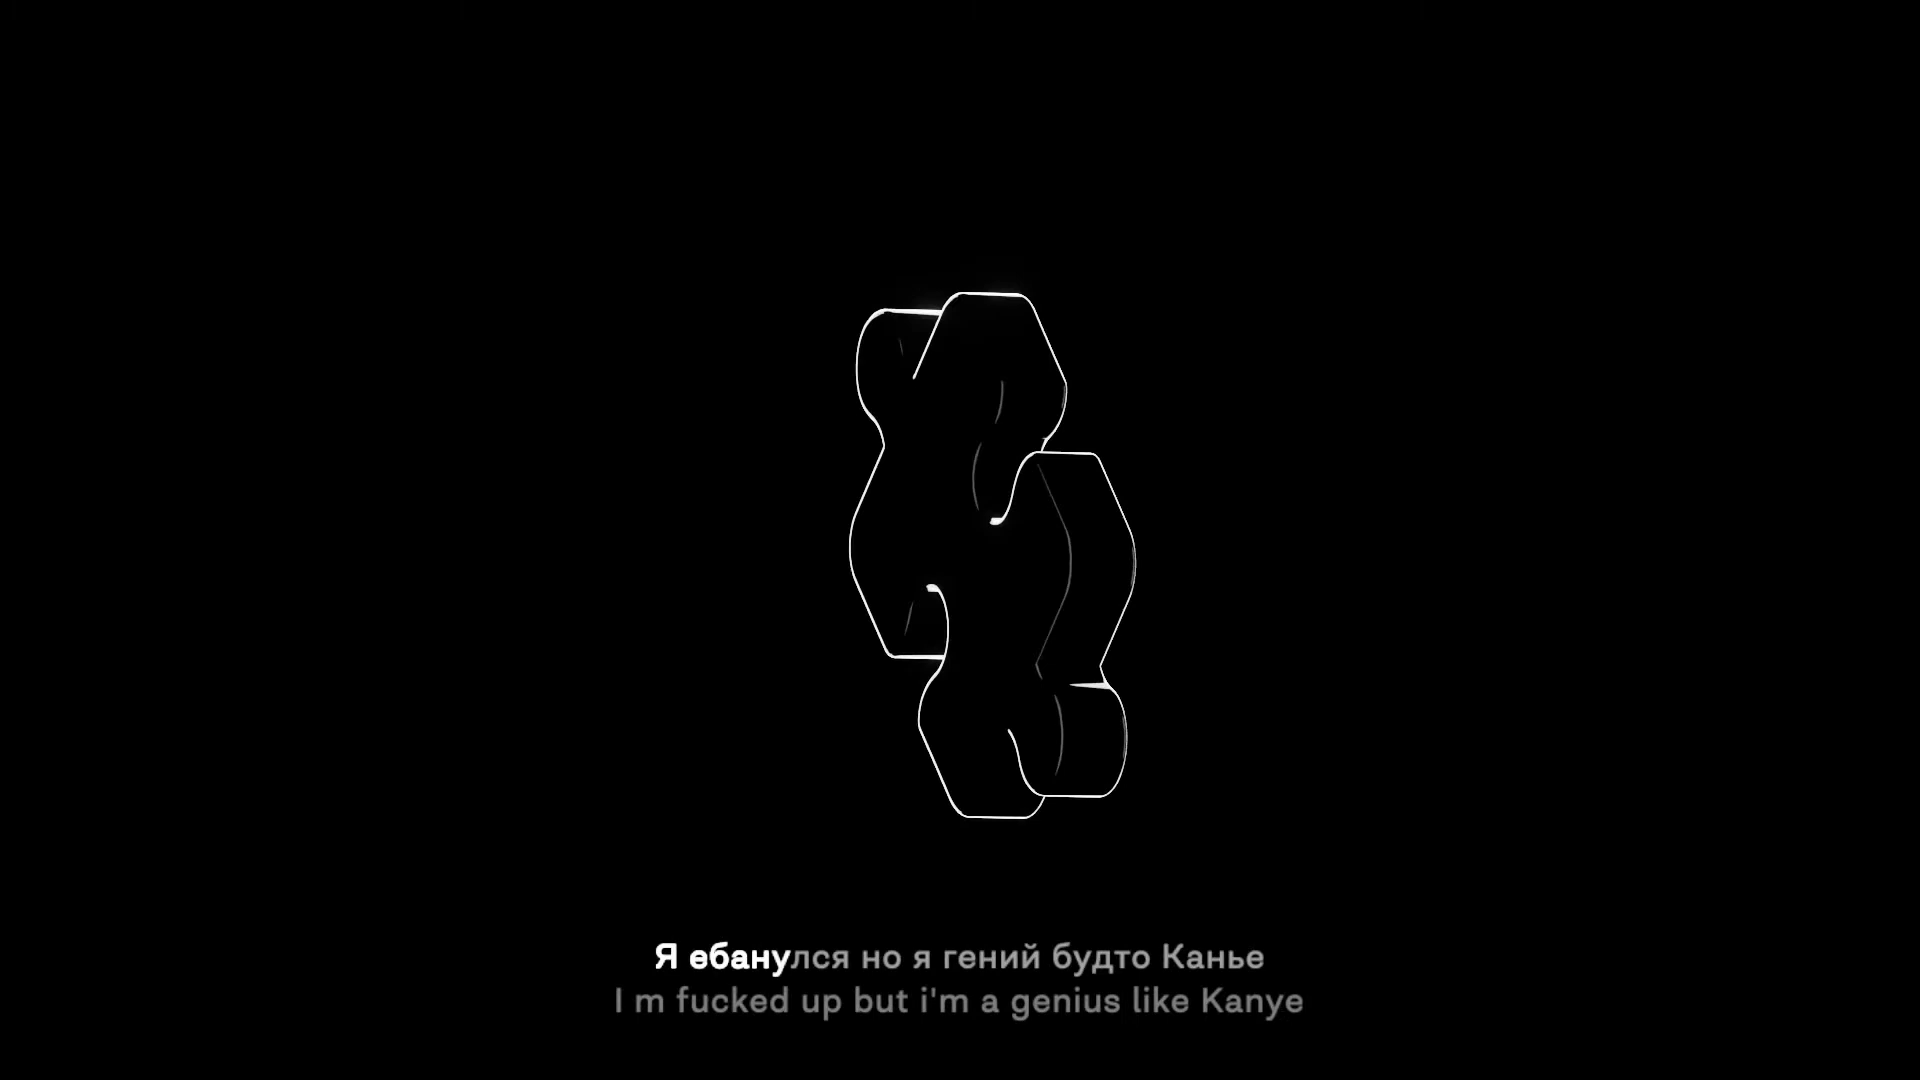 Я ебанулся но я гений будто Канье
I m fucked up but i'm a genius like Kanye